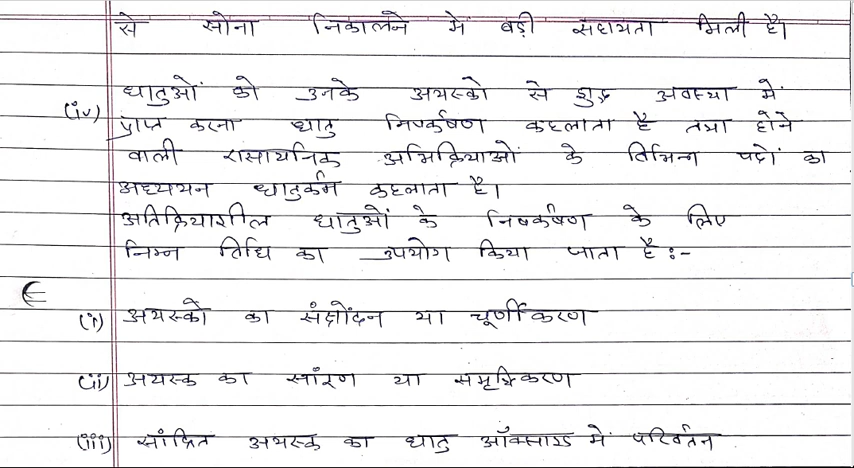 से सोना निकालने में बड़ी सहायता मिली है।
(iv) धातुओं को उनके अयस्को से शुद्ध अवस्था में
प्राप्त करना धातु निष्कर्षण कहलाता है तथा होने
वाली रासायनिक अभिक्रियाओं के विभिन्न पदों का
अध्ययन धातुकर्म कहलाता है।
अतिक्रियाशील धातुओं के निष्कर्षण के लिए
निम्न विधि का उपयोग किया जाता है :-
(i) अयस्कों का संक्षोंदन या चूर्णीकरण
(ii) अयस्क का सांद्रण या समृद्धिकरण
(iii) सांद्रित अयस्क का धातु ऑक्साइड में परिवर्तन